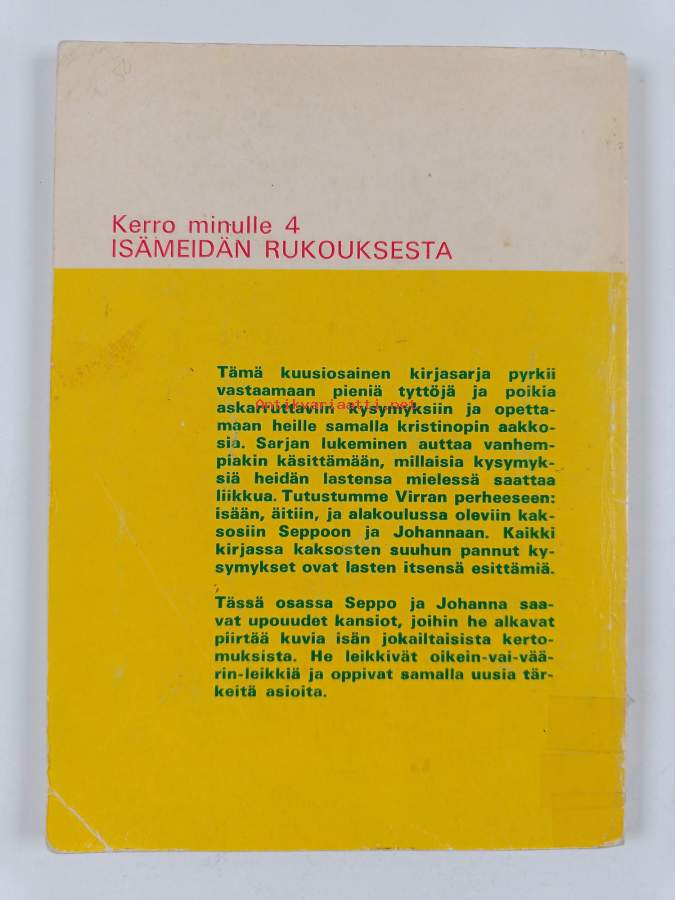 Kerro minulle 4
ISÄMEIDÄN RUKOUKSESTA
Tämä kuusiosainen kirjasarja pyrkii
vastaamaan pieniä tyttöjä ja poikia
askarruttaviin kysymyksiin ja opetta-
Antikvariaatti.net
maan heille samalla kristinopin aakko-
sia. Sarjan lukeminen auttaa vanhem-
piakin käsittämään, millaisia kysymyk-
siä heidän lastensa mielessä saattaa
liikkua. Tutustumme Virran perheeseen:
isään, äitiin, ja alakoulussa oleviin kak-
sosiin Seppoon ja Johannaan. Kaikki
kirjassa kaksosten suuhun pannut ky-
symykset ovat lasten itsensä esittämiä.
Tässä osassa Seppo ja Johanna saa-
vat upouudet kansiot, joihin he alkavat
piirtää kuvia isän jokailtaisista kerto-
muksista. He leikkivät oikein-vai-vää-
rin-leikkiä ja oppivat samalla uusia tär-
keitä asioita.